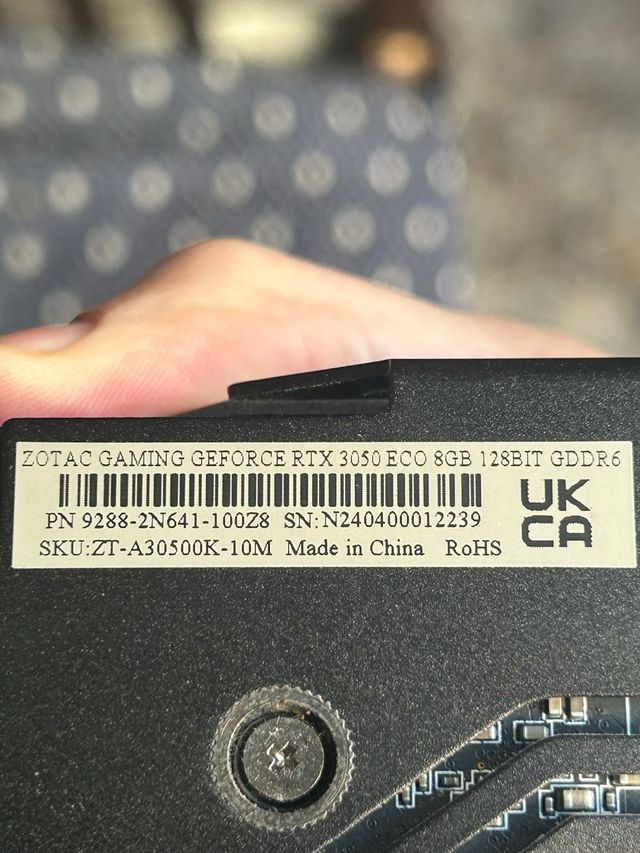 ZOTAC GAMING GEFORCE RTX 3050 ECO 8GB 128BIT GDDR6
PN 9288-2N641-100Z8 SN:N240400012239
SKU:ZT-A30500K-10M Made in China RoHS
UK
CA